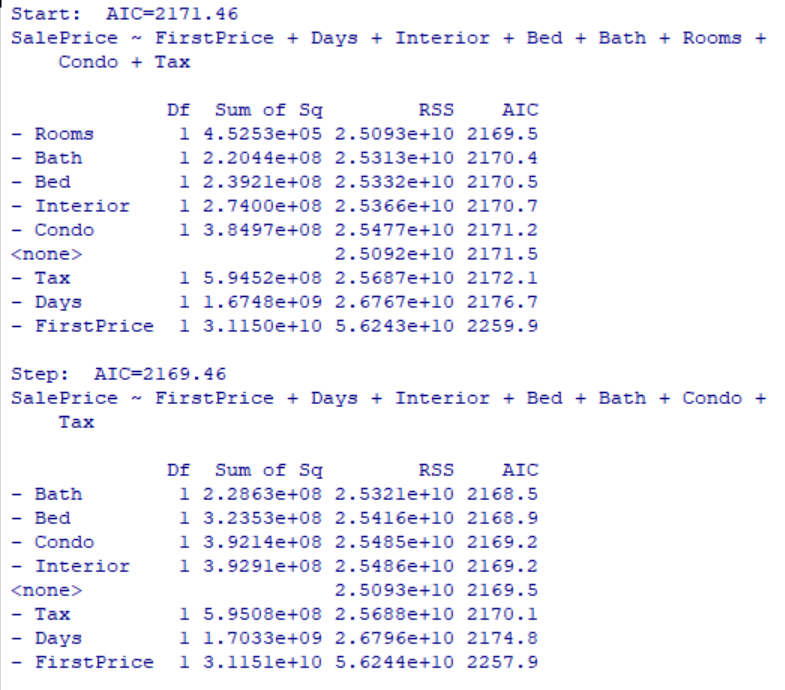 Start:  AIC=2171.46
SalePrice ~ FirstPrice + Days + Interior + Bed + Bath + Rooms +
    Condo + Tax

             Df  Sum of Sq        RSS    AIC
- Rooms       1 4.5253e+05 2.5093e+10 2169.5
- Bath        1 2.2044e+08 2.5313e+10 2170.4
- Bed         1 2.3921e+08 2.5332e+10 2170.5
- Interior    1 2.7400e+08 2.5366e+10 2170.7
- Condo       1 3.8497e+08 2.5477e+10 2171.2
<none>                     2.5092e+10 2171.5
- Tax         1 5.9452e+08 2.5687e+10 2172.1
- Days        1 1.6748e+09 2.6767e+10 2176.7
- FirstPrice  1 3.1150e+10 5.6243e+10 2259.9

Step:  AIC=2169.46
SalePrice ~ FirstPrice + Days + Interior + Bed + Bath + Condo +
    Tax

             Df  Sum of Sq        RSS    AIC
- Bath        1 2.2863e+08 2.5321e+10 2168.5
- Bed         1 3.2353e+08 2.5416e+10 2168.9
- Condo       1 3.9214e+08 2.5485e+10 2169.2
- Interior    1 3.9291e+08 2.5486e+10 2169.2
<none>                     2.5093e+10 2169.5
- Tax         1 5.9508e+08 2.5688e+10 2170.1
- Days        1 1.7033e+09 2.6796e+10 2174.8
- FirstPrice  1 3.1151e+10 5.6244e+10 2257.9